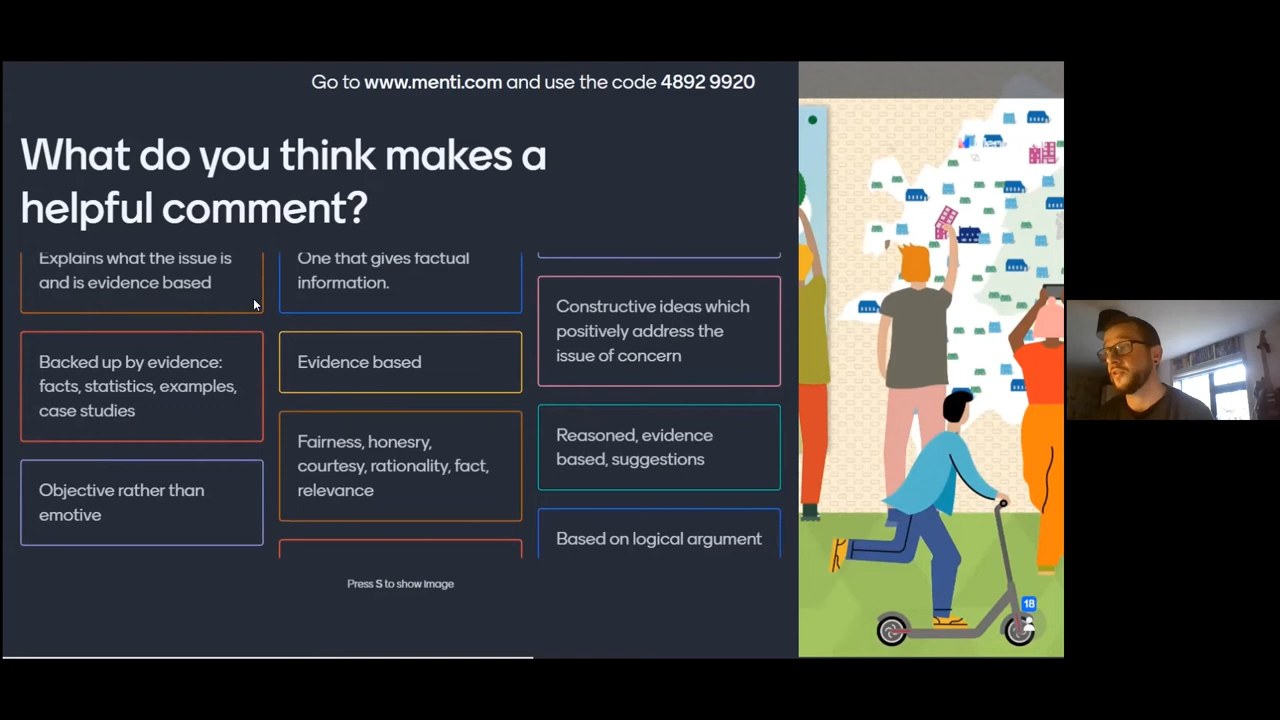 Go to www.menti.com and use the code 4892 9920
What do you think makes a
helpful comment?
Explains what the issue is
and is evidence based
Backed up by evidence:
facts, statistics, examples,
case studies
Objective rather than
emotive
One that gives factual
information.
Evidence based
Fairness, honesry,
courtesy, rationality, fact,
relevance
Constructive ideas which
positively address the
issue of concern
Reasoned, evidence
based, suggestions
Based on logical argument
Press S to show image
18